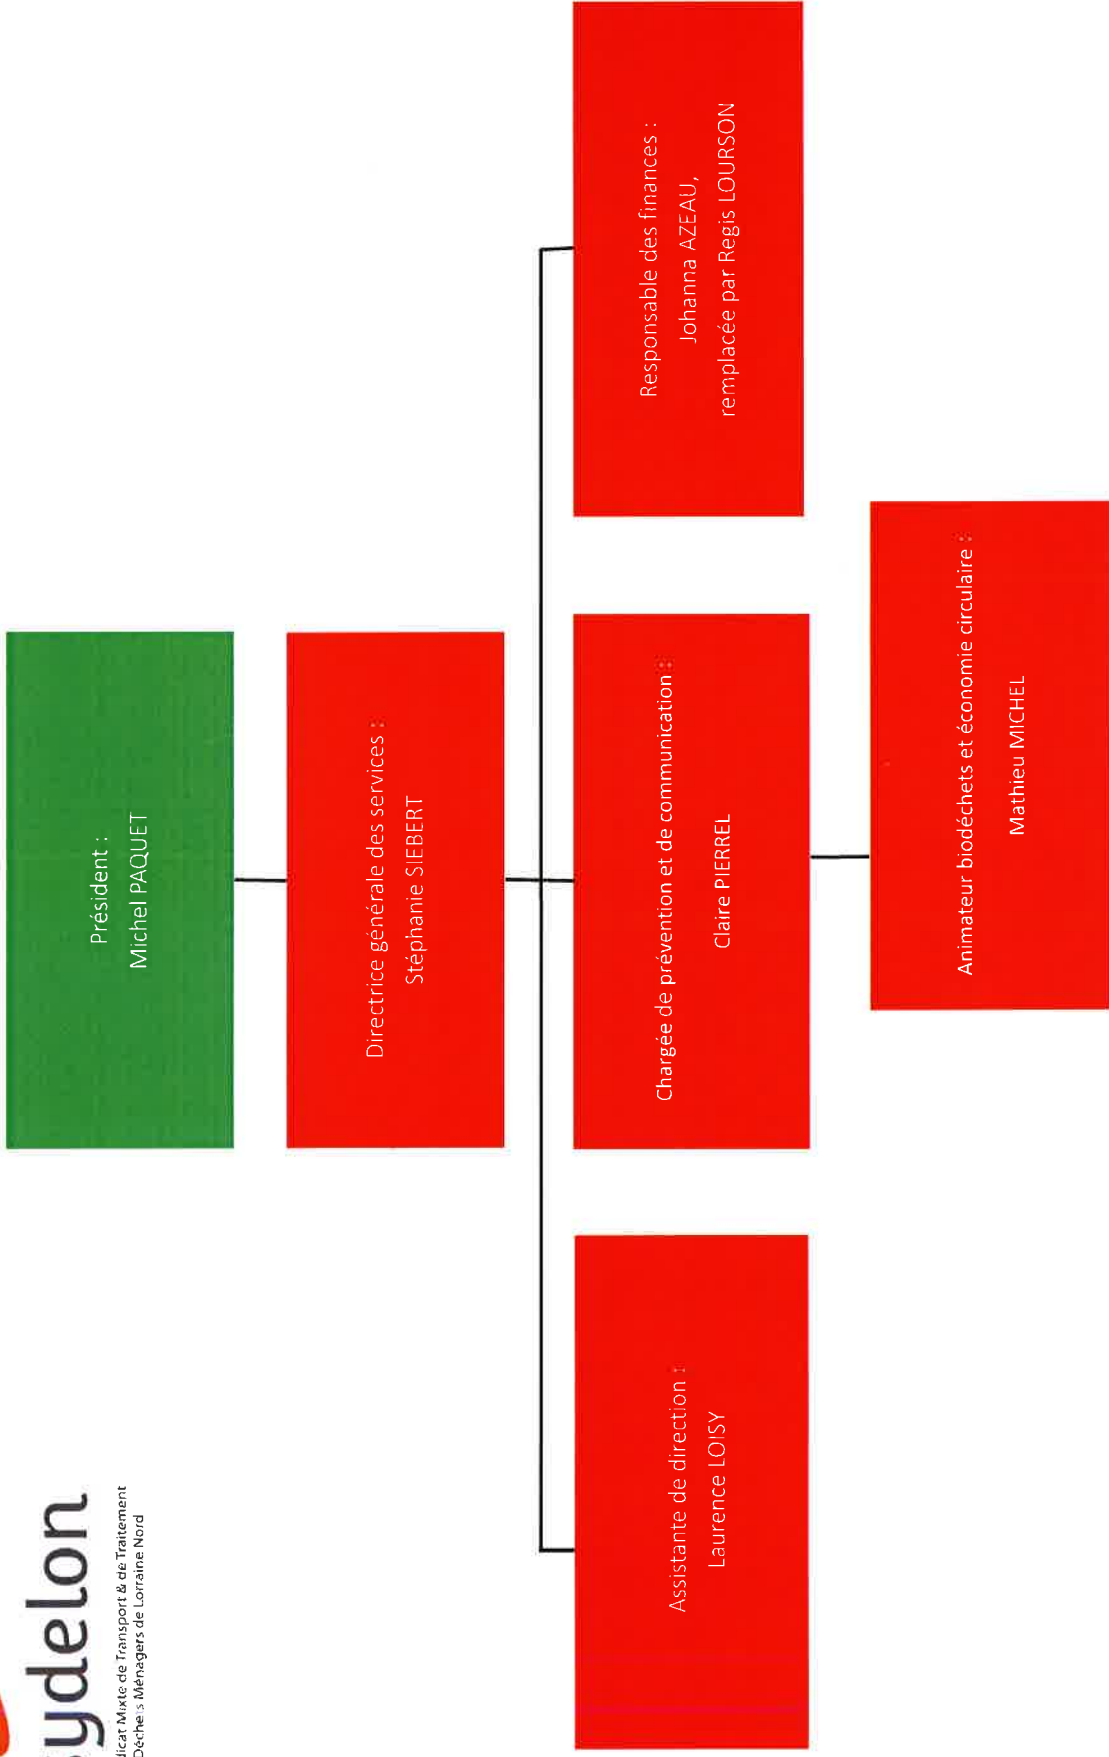 ydelon
dicat Mixte de Transport & de Traitement
Déchets Ménagers de Lorraine Nord
Président :
Michel PAQUET
Directrice générale des services :
Stéphanie SIEBERT
Assistante de direction :
Laurence LOISY
Chargée de prévention et de communication :
Claire PIERREL
Responsable des finances :
Johanna AZEAU,
remplacée par Regis LOURSON
Animateur biodéchets et économie circulaire :
Mathieu MICHEL